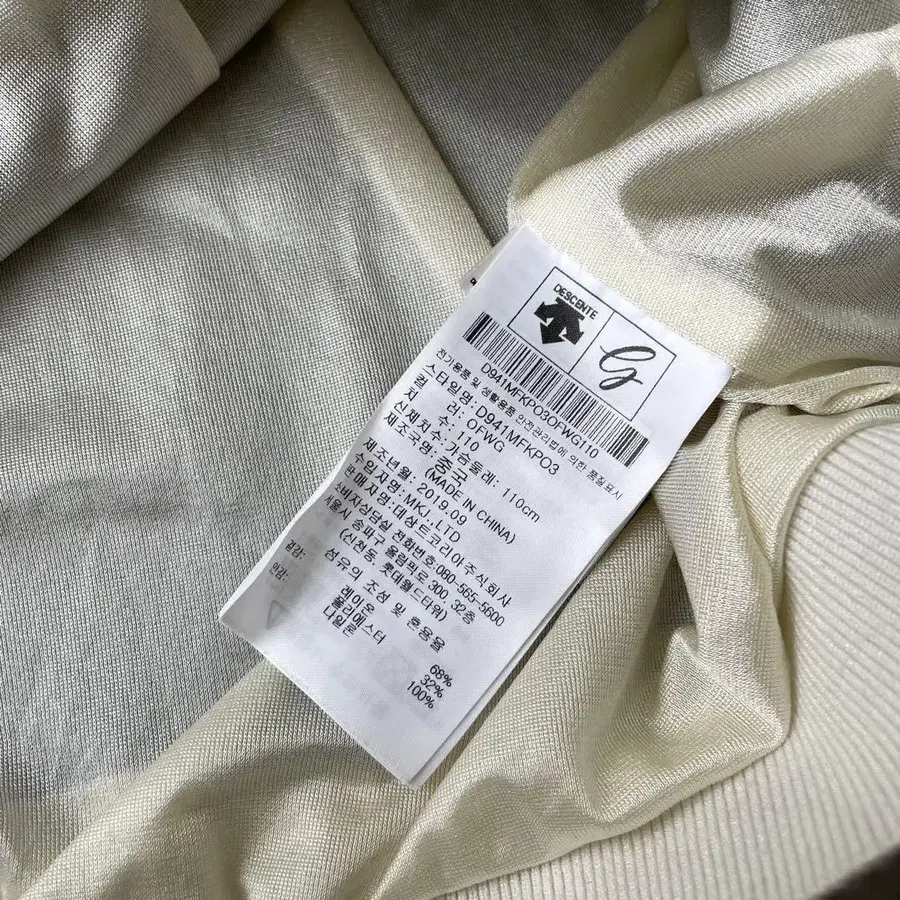 DESCENTE
G
D941MFKPO3OFWG110
전기용품 및 생활용품 안전관리법에 의한 품질표시
스타일명: D941MFKPO3
컬 러: OFWG
치 수: 110
신체치수: 가슴둘레: 110cm
제조국명: 중국
(MADE IN CHINA)
제조년월: 2019.09
수입자명: MKJ.,LTD
판매자명: 데상트코리아주식회사
소비자상담실 전화번호:080-565-5600
서울시 송파구 올림픽로 300, 32층
(신천동 롯데월드타워)
섬유의 조성 및 혼용율
겉감: 레이온 68%
폴리에스터 32%
안감: 나일론 100%